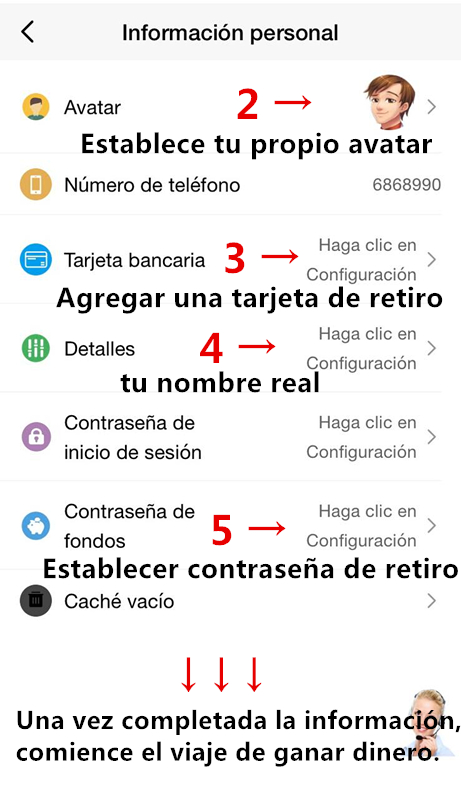 Información personal
Avatar
2 →
Establece tu propio avatar
Número de teléfono
6868990
Tarjeta bancaria
3 →
Haga clic en
Configuración
Agregar una tarjeta de retiro
Detalles
4 →
Haga clic en
Configuración
tu nombre real
Contraseña de
inicio de sesión
Haga clic en
Configuración
Contraseña de
fondos
5 →
Haga clic en
Configuración
Establecer contraseña de retiro
Caché vacío
↓↓↓
Una vez completada la información,
comience el viaje de ganar dinero.